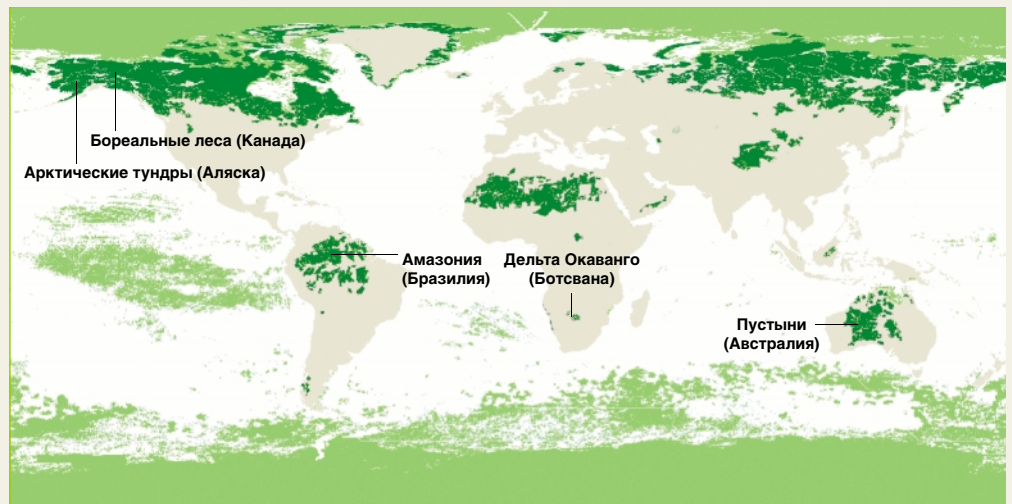 Бореальные леса (Канада)
Арктические тундры (Аляска)
Амазония
(Бразилия)
Дельта Окаванго
(Ботсвана)
Пустыни
(Австралия)